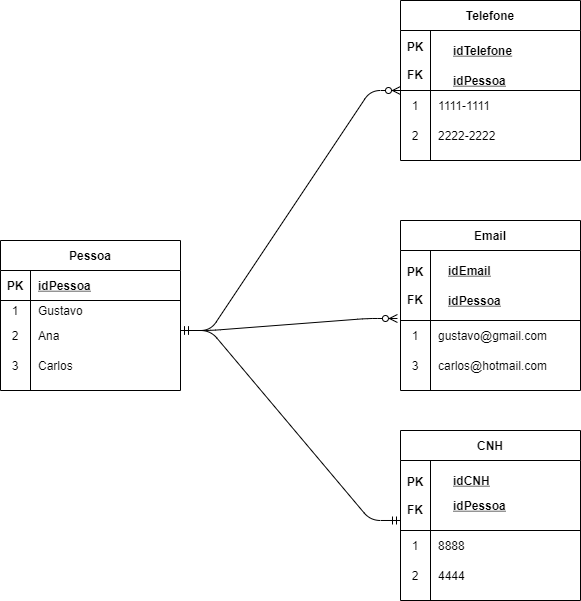 Telefone
PK idTelefone
FK idPessoa
1 1111-1111
2 2222-2222
Pessoa
PK idPessoa
1 Gustavo
2 Ana
3 Carlos
Email
PK idEmail
FK idPessoa
1 gustavo@gmail.com
3 carlos@hotmail.com
CNH
PK idCNH
FK idPessoa
1 8888
2 4444